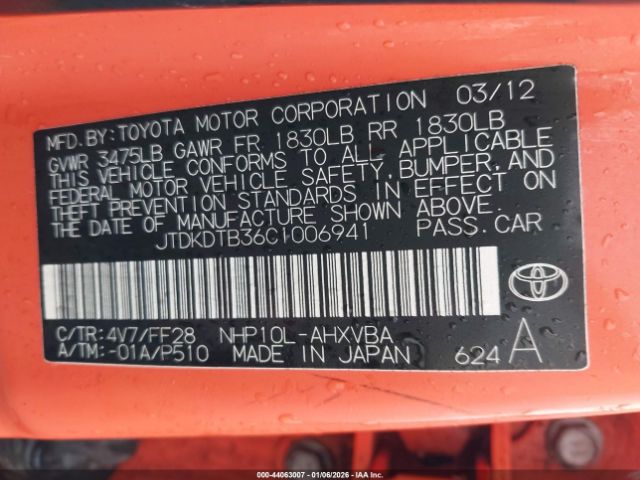 MFD. BY: TOYOTA MOTOR CORPORATION 03/12
GVWR 3475LB GAWR FR 1830LB RR 1830LB
THIS VEHICLE CONFORMS TO ALL APPLICABLE
FEDERAL MOTOR VEHICLE SAFETY, BUMPER, AND
THEFT PREVENTION STANDARDS IN EFFECT ON
THE DATE OF MANUFACTURE SHOWN ABOVE.
JTDKDTB36C1006941 PASS. CAR
C/TR: 4V7/FF28 NHP10L-AHXVBA
A/TM: -01A/P510 MADE IN JAPAN 624 A
000-44063007 - 01/06/2026 - IAA Inc.